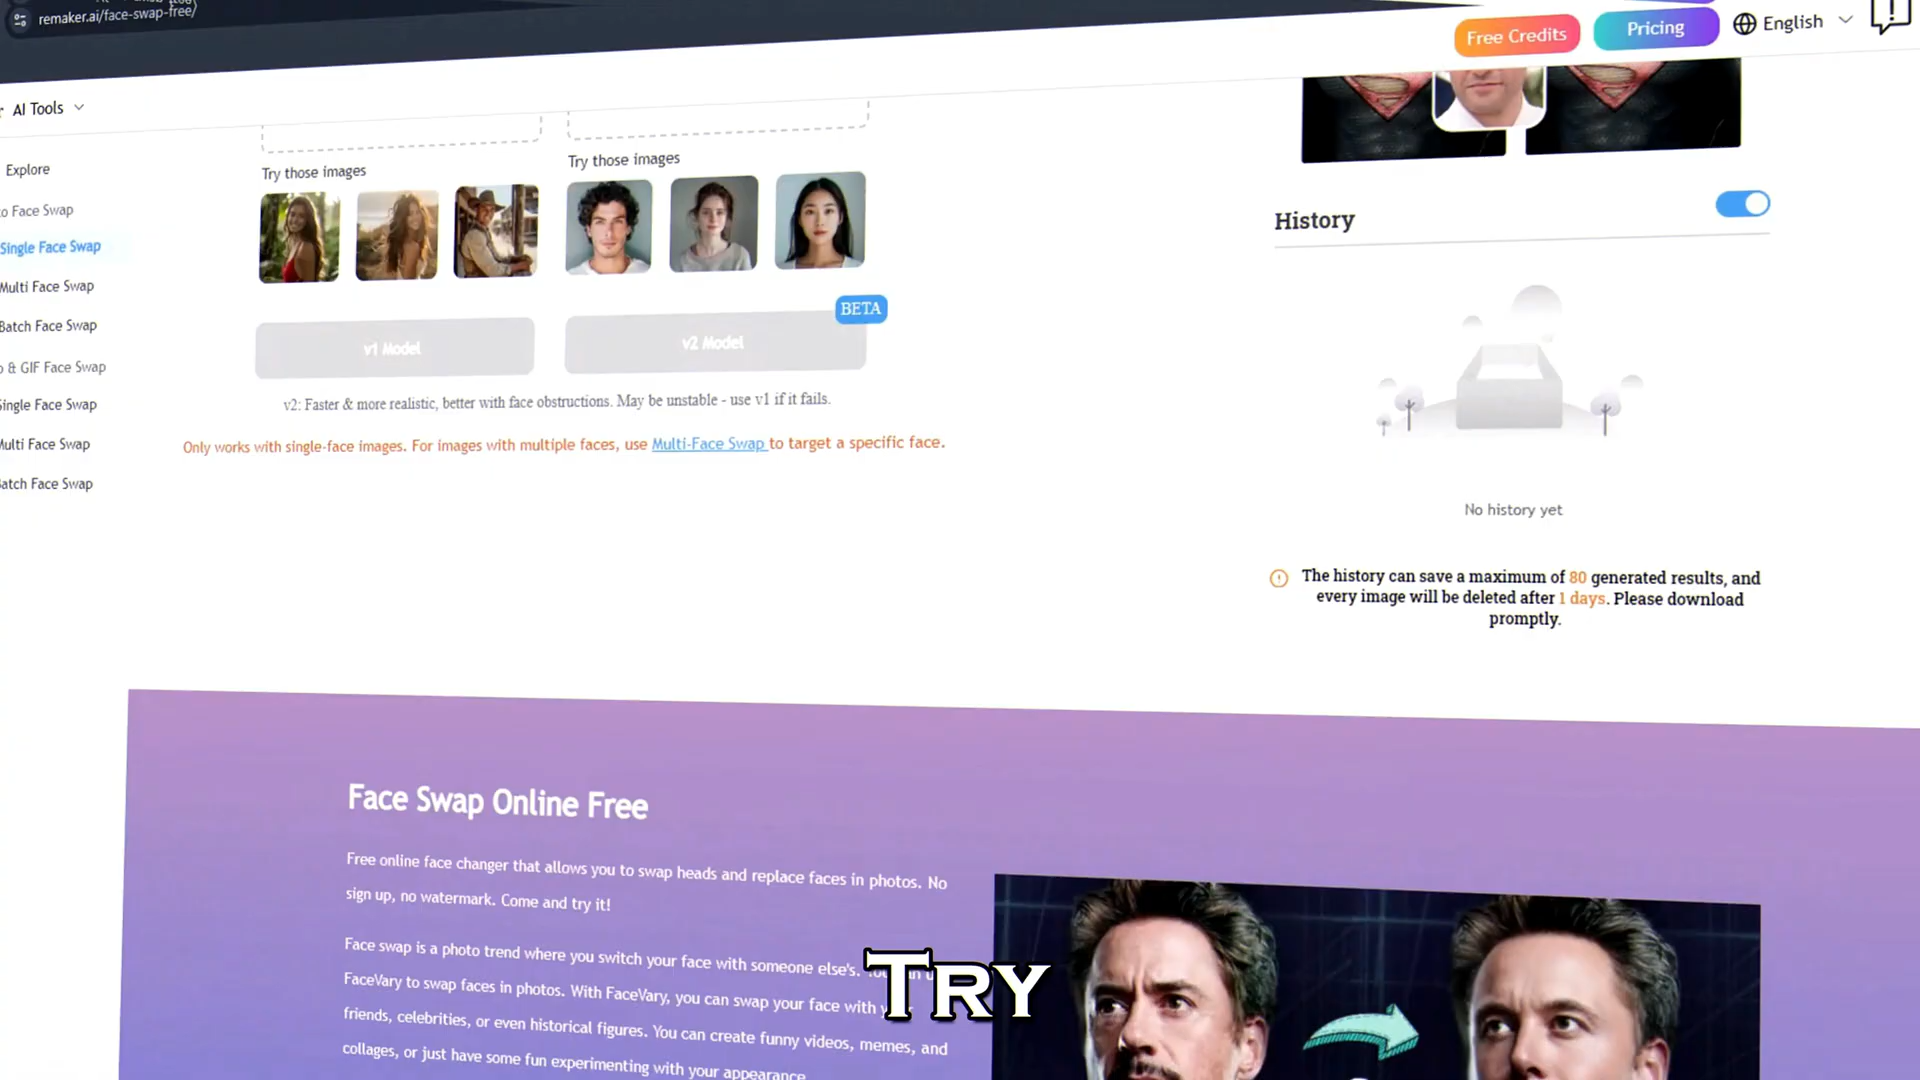 remaker.ai/face-swap-free/
Free Credits
Pricing
English
AI Tools
Explore
o Face Swap
Single Face Swap
Multi Face Swap
Batch Face Swap
o & GIF Face Swap
Single Face Swap
Multi Face Swap
Batch Face Swap
Try those images
Try those images
BETA
v1 Model
v2 Model
v2: Faster & more realistic, better with face obstructions. May be unstable - use v1 if it fails.
Only works with single-face images. For images with multiple faces, use Multi-Face Swap to target a specific face.
History
No history yet
The history can save a maximum of 80 generated results, and
every image will be deleted after 1 days. Please download
promptly.
Face Swap Online Free
Free online face changer that allows you to swap heads and replace faces in photos. No
sign up, no watermark. Come and try it!
Face swap is a photo trend where you switch your face with someone else's.
FaceVary to swap faces in photos. With FaceVary, you can swap your face with
friends, celebrities, or even historical figures. You can create funny videos, memes, and
collages, or just have some fun experimenting with your appearance
Try